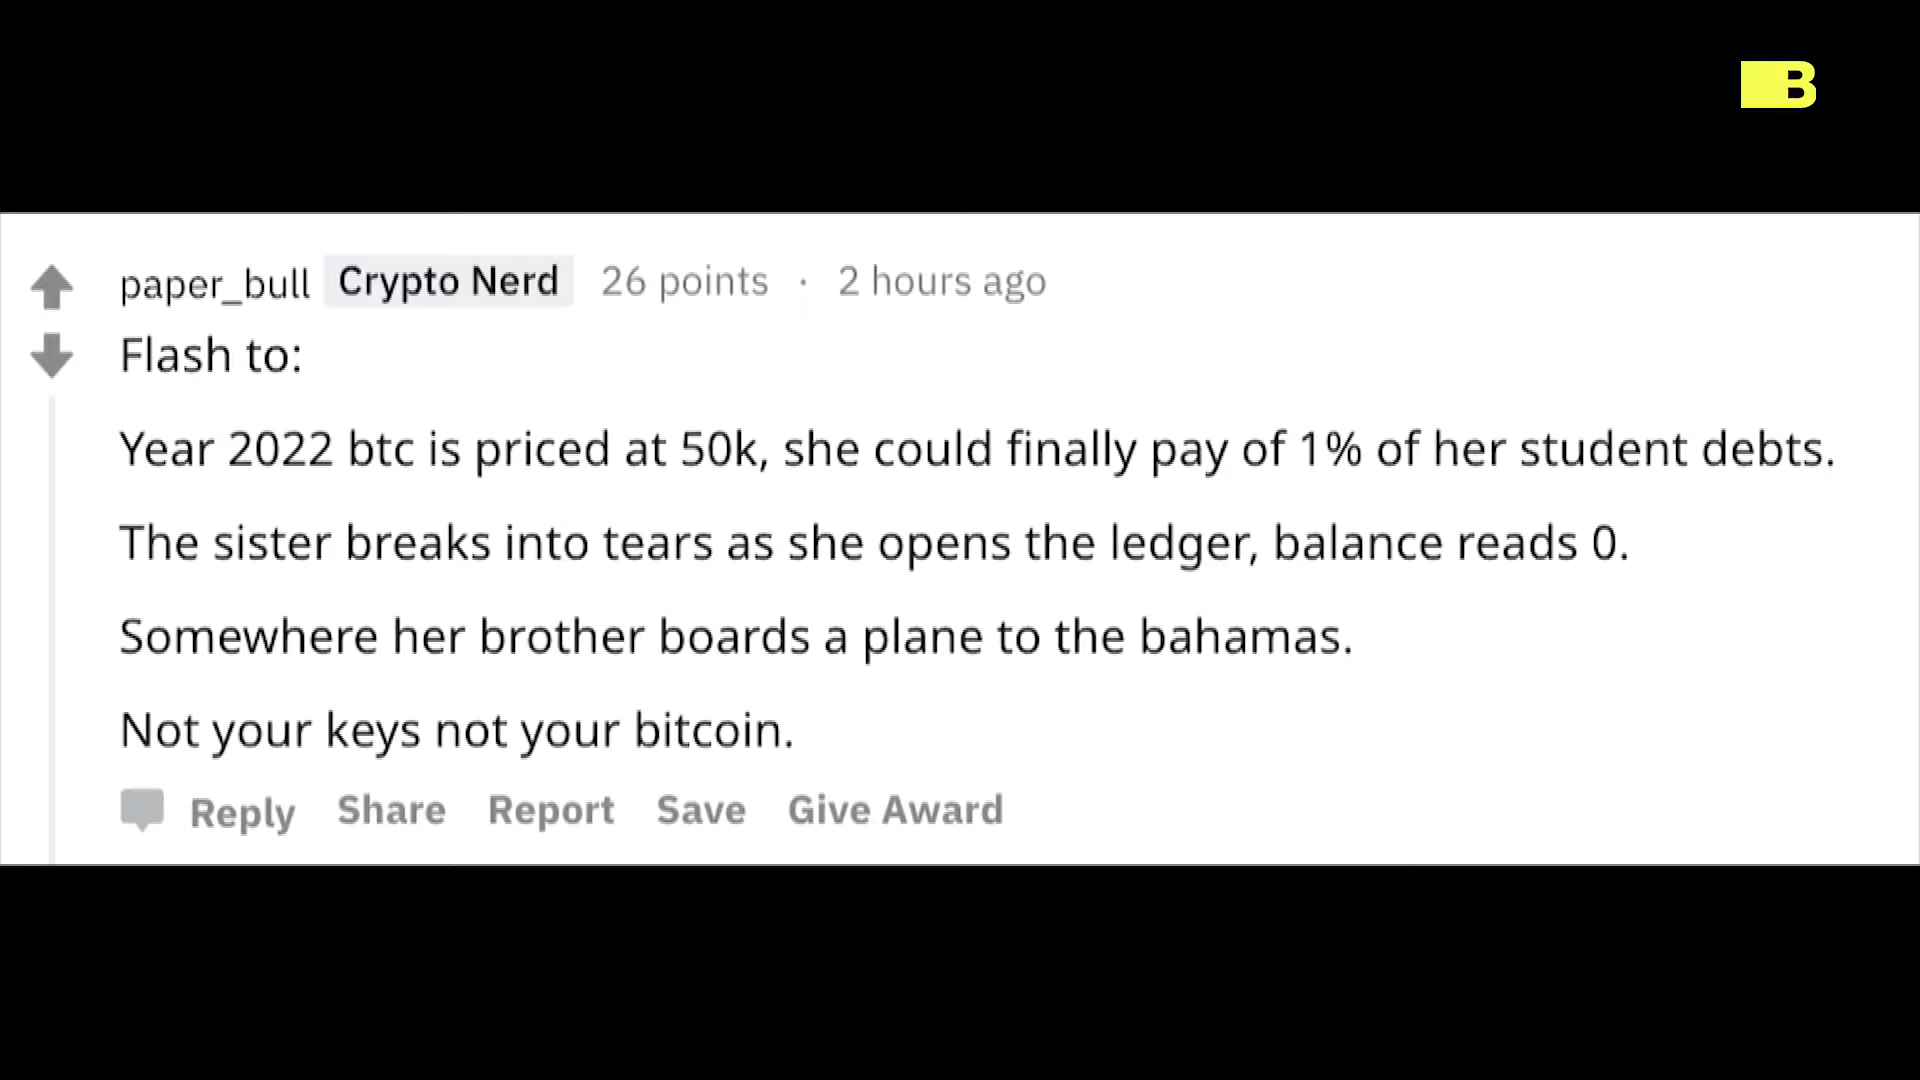 B
paper_bull Crypto Nerd 26 points · 2 hours ago
Flash to:
Year 2022 btc is priced at 50k, she could finally pay of 1% of her student debts.
The sister breaks into tears as she opens the ledger, balance reads 0.
Somewhere her brother boards a plane to the bahamas.
Not your keys not your bitcoin.
Reply Share Report Save Give Award